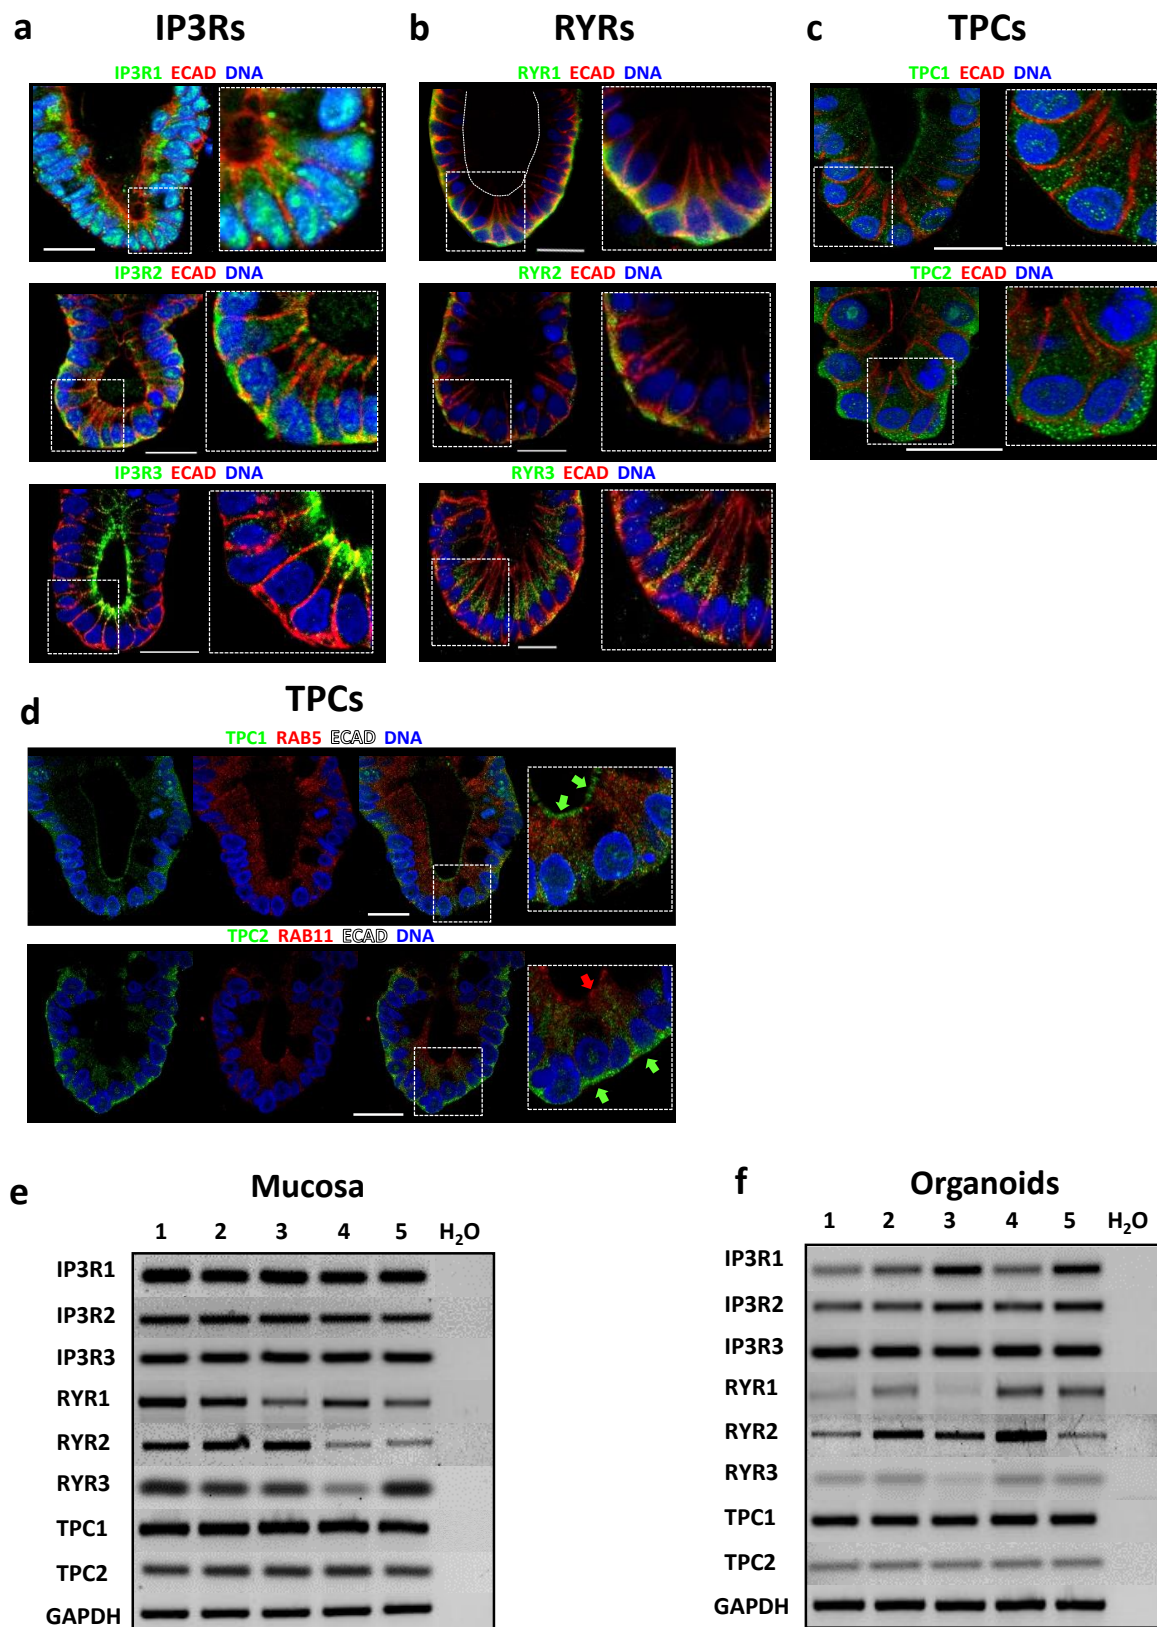 a IP3Rs
b RYRs
c TPCs
IP3R1 ECAD DNA
RYR1 ECAD DNA
TPC1 ECAD DNA
IP3R2 ECAD DNA
RYR2 ECAD DNA
TPC2 ECAD DNA
IP3R3 ECAD DNA
RYR3 ECAD DNA
d TPCs
TPC1 RAB5 ECAD DNA
TPC2 RAB11 ECAD DNA
e Mucosa
1 2 3 4 5 H₂O
IP3R1
IP3R2
IP3R3
RYR1
RYR2
RYR3
TPC1
TPC2
GAPDH
f Organoids
1 2 3 4 5 H₂O
IP3R1
IP3R2
IP3R3
RYR1
RYR2
RYR3
TPC1
TPC2
GAPDH